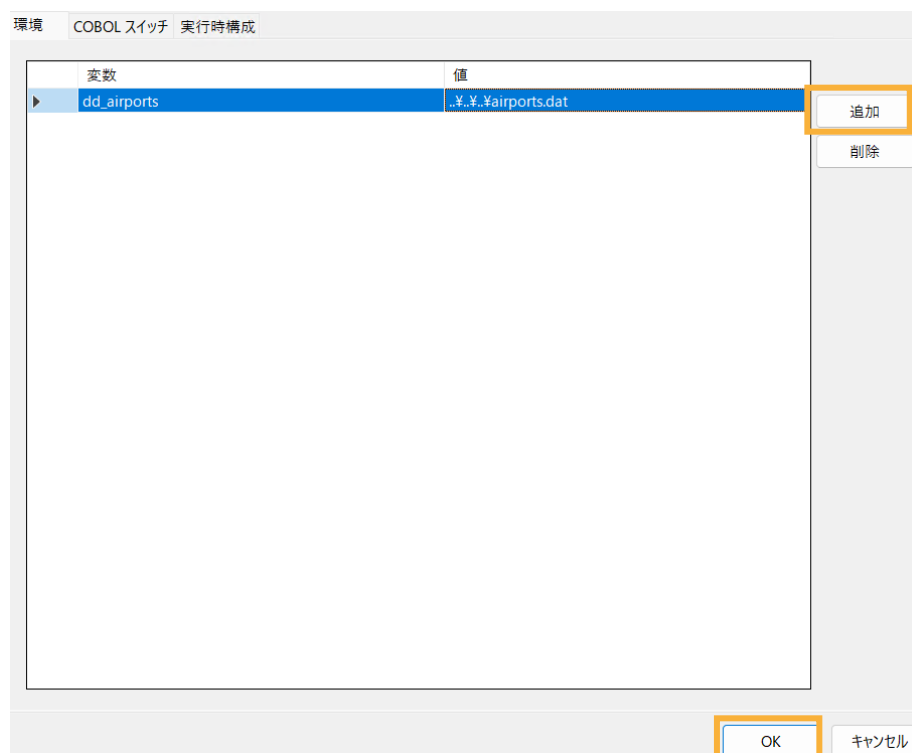 環境 COBOL スイッチ 実行時構成
変数 値
dd_airports ..¥..¥..¥airports.dat
追加
削除
OK キャンセル